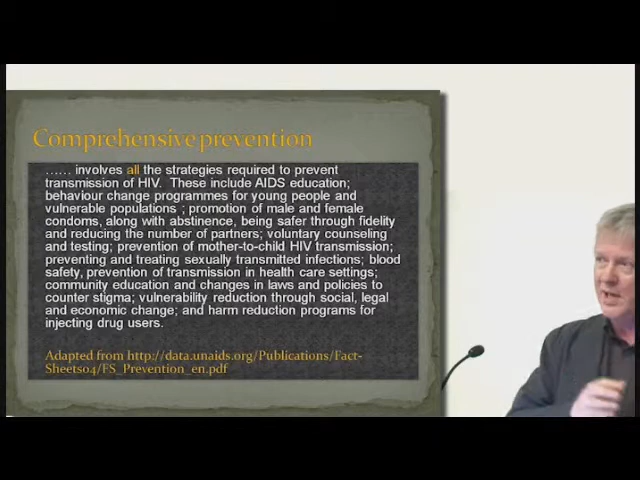 Comprehensive prevention
...... involves all the strategies required to prevent
transmission of HIV. These include AIDS education;
behaviour change programmes for young people and
vulnerable populations ; promotion of male and female
condoms, along with abstinence, being safer through fidelity
and reducing the number of partners; voluntary counseling
and testing; prevention of mother-to-child HIV transmission;
preventing and treating sexually transmitted infections; blood
safety, prevention of transmission in health care settings;
community education and changes in laws and policies to
counter stigma; vulnerability reduction through social, legal
and economic change; and harm reduction programs for
injecting drug users.
Adapted from http://data.unaids.org/Publications/Fact-
Sheets04/FS_Prevention_en.pdf